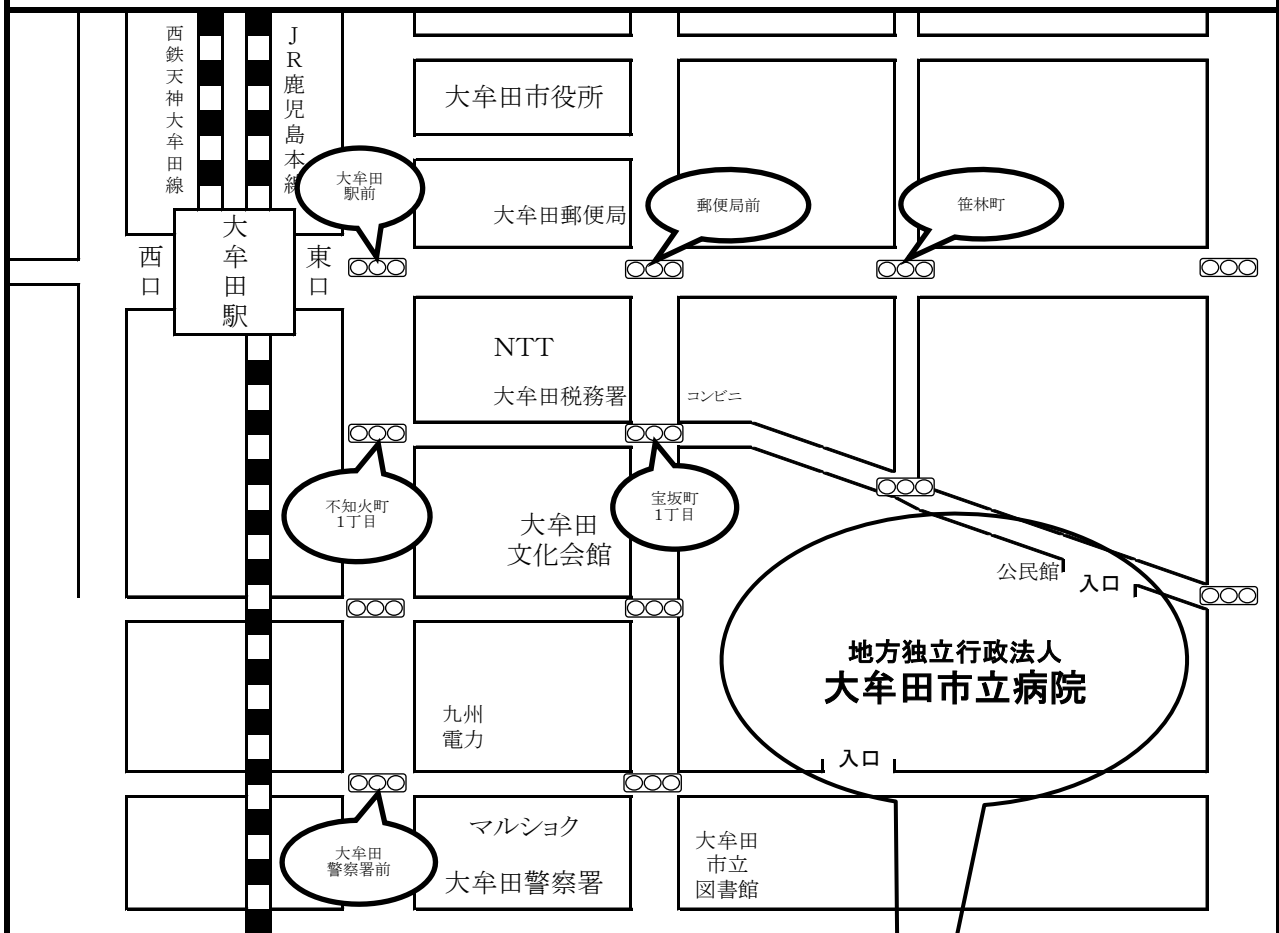 西鉄天神大牟田線
JR鹿児島本線
大牟田市役所
大牟田
駅前
大牟田郵便局
郵便局前
笹林町
大牟田駅
西口
東口
NTT
大牟田税務署
コンビニ
不知火町
1丁目
宝坂町
1丁目
大牟田
文化会館
公民館
入口
地方独立行政法人
大牟田市立病院
九州
電力
入口
マルショク
大牟田警察署
大牟田
警察署前
大牟田
市立
図書館